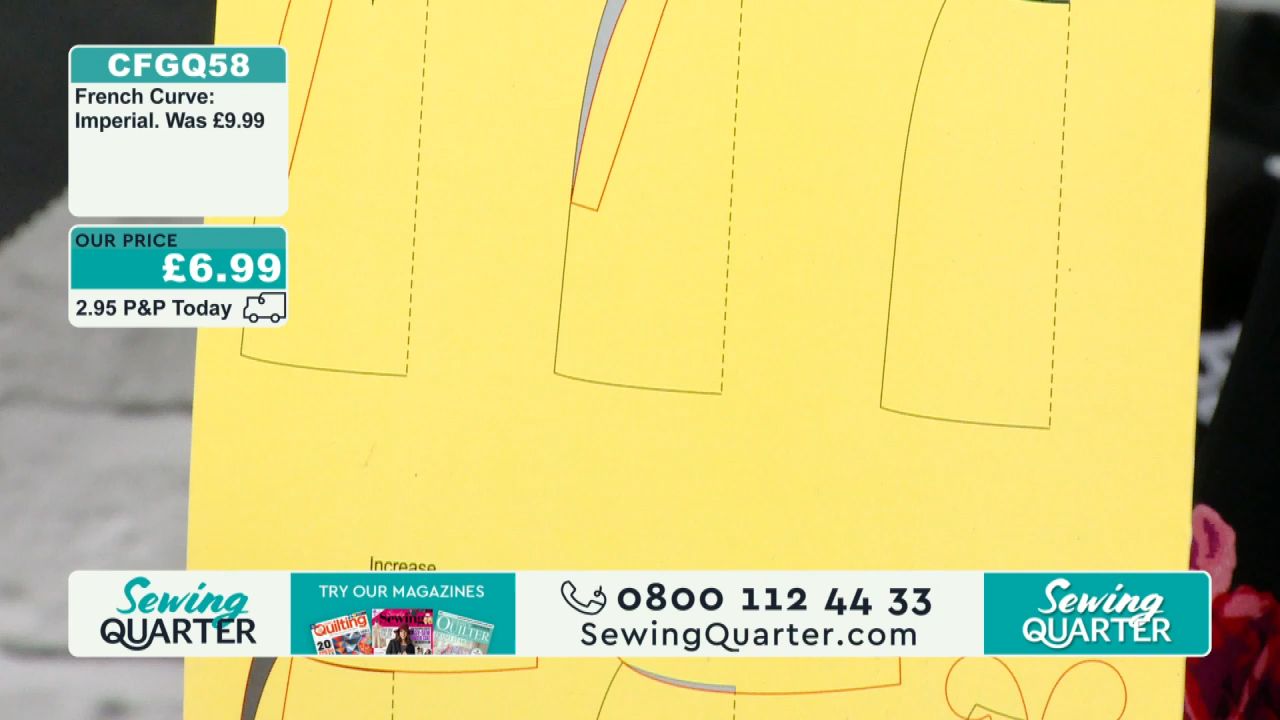 CFGQ58
French Curve:
Imperial. Was £9.99
OUR PRICE
£6.99
2.95 P&P Today
Increase
Sewing
QUARTER
TRY OUR MAGAZINES
Quilting
20
Sewing
QUILTER
0800 112 44 33
SewingQuarter.com
Sewing
QUARTER